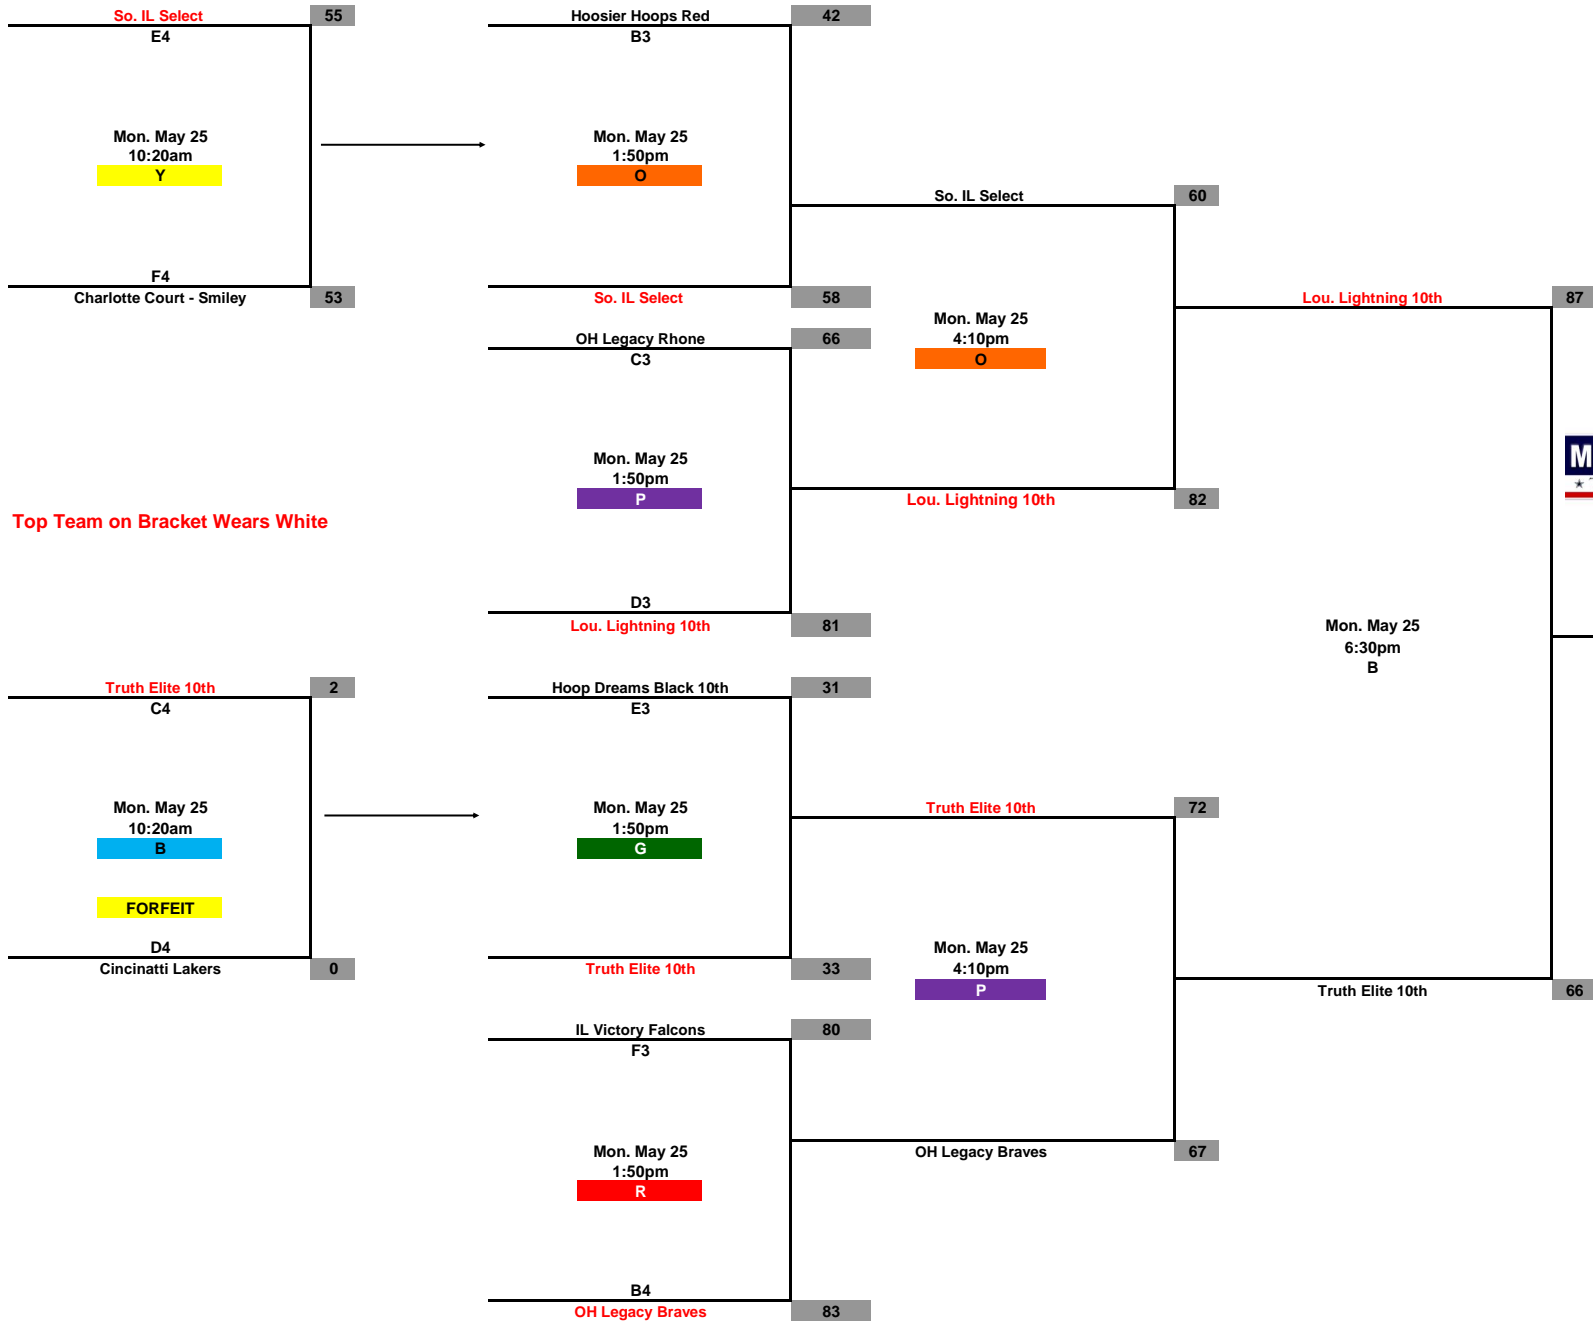 So. IL Select 55
E4
Mon. May 25
10:20am
Y
F4
Charlotte Court - Smiley 53
Hoosier Hoops Red 42
B3
Mon. May 25
1:50pm
O
So. IL Select 58
OH Legacy Rhone 66
C3
Mon. May 25
1:50pm
P
D3
Lou. Lightning 10th 81
So. IL Select 60
Mon. May 25
4:10pm
O
Lou. Lightning 10th 82
Lou. Lightning 10th 87
M
Top Team on Bracket Wears White
Mon. May 25
6:30pm
B
Truth Elite 10th 2
C4
Mon. May 25
10:20am
B
FORFEIT
D4
Cincinatti Lakers 0
Hoop Dreams Black 10th 31
E3
Mon. May 25
1:50pm
G
Truth Elite 10th 33
IL Victory Falcons 80
F3
Mon. May 25
1:50pm
R
B4
OH Legacy Braves 83
Truth Elite 10th 72
Mon. May 25
4:10pm
P
OH Legacy Braves 67
Truth Elite 10th 66